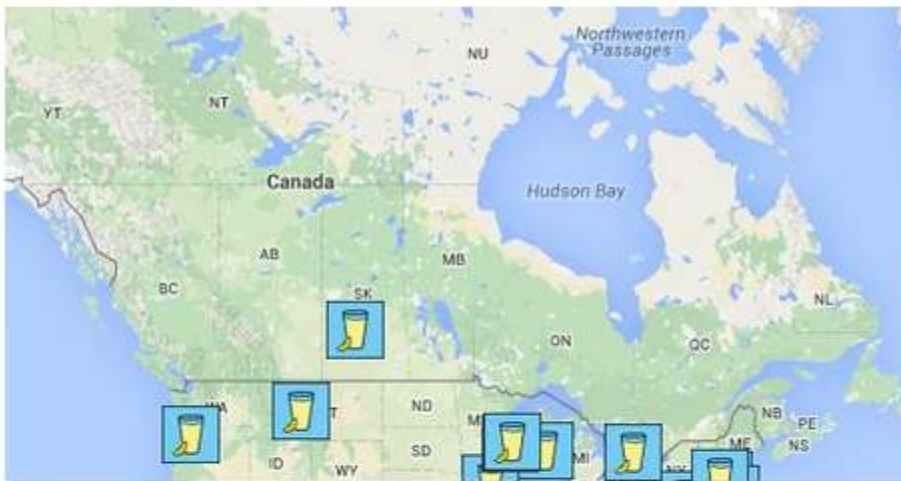 Northwestern
Passages
NU
YT
NT
Canada
Hudson Bay
AB
MB
BC
SK
NL
ON
QC
ND
NB
PE
NS
ME
SD
MI
ID
WY
NY